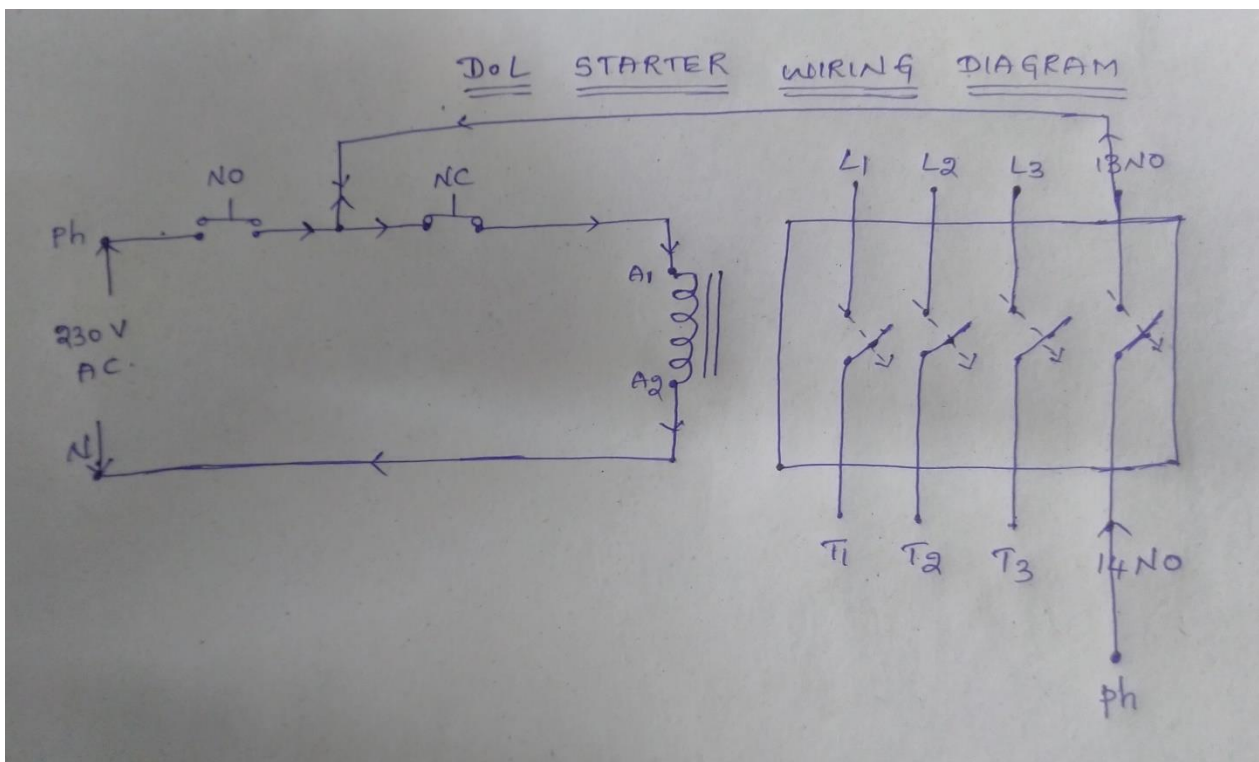 DOL STARTER WIRING DIAGRAM
L1 L2 L3 13NO
NO NC
Ph
A1
230 V
AC.
A2
N
T1 T2 T3 14NO
ph